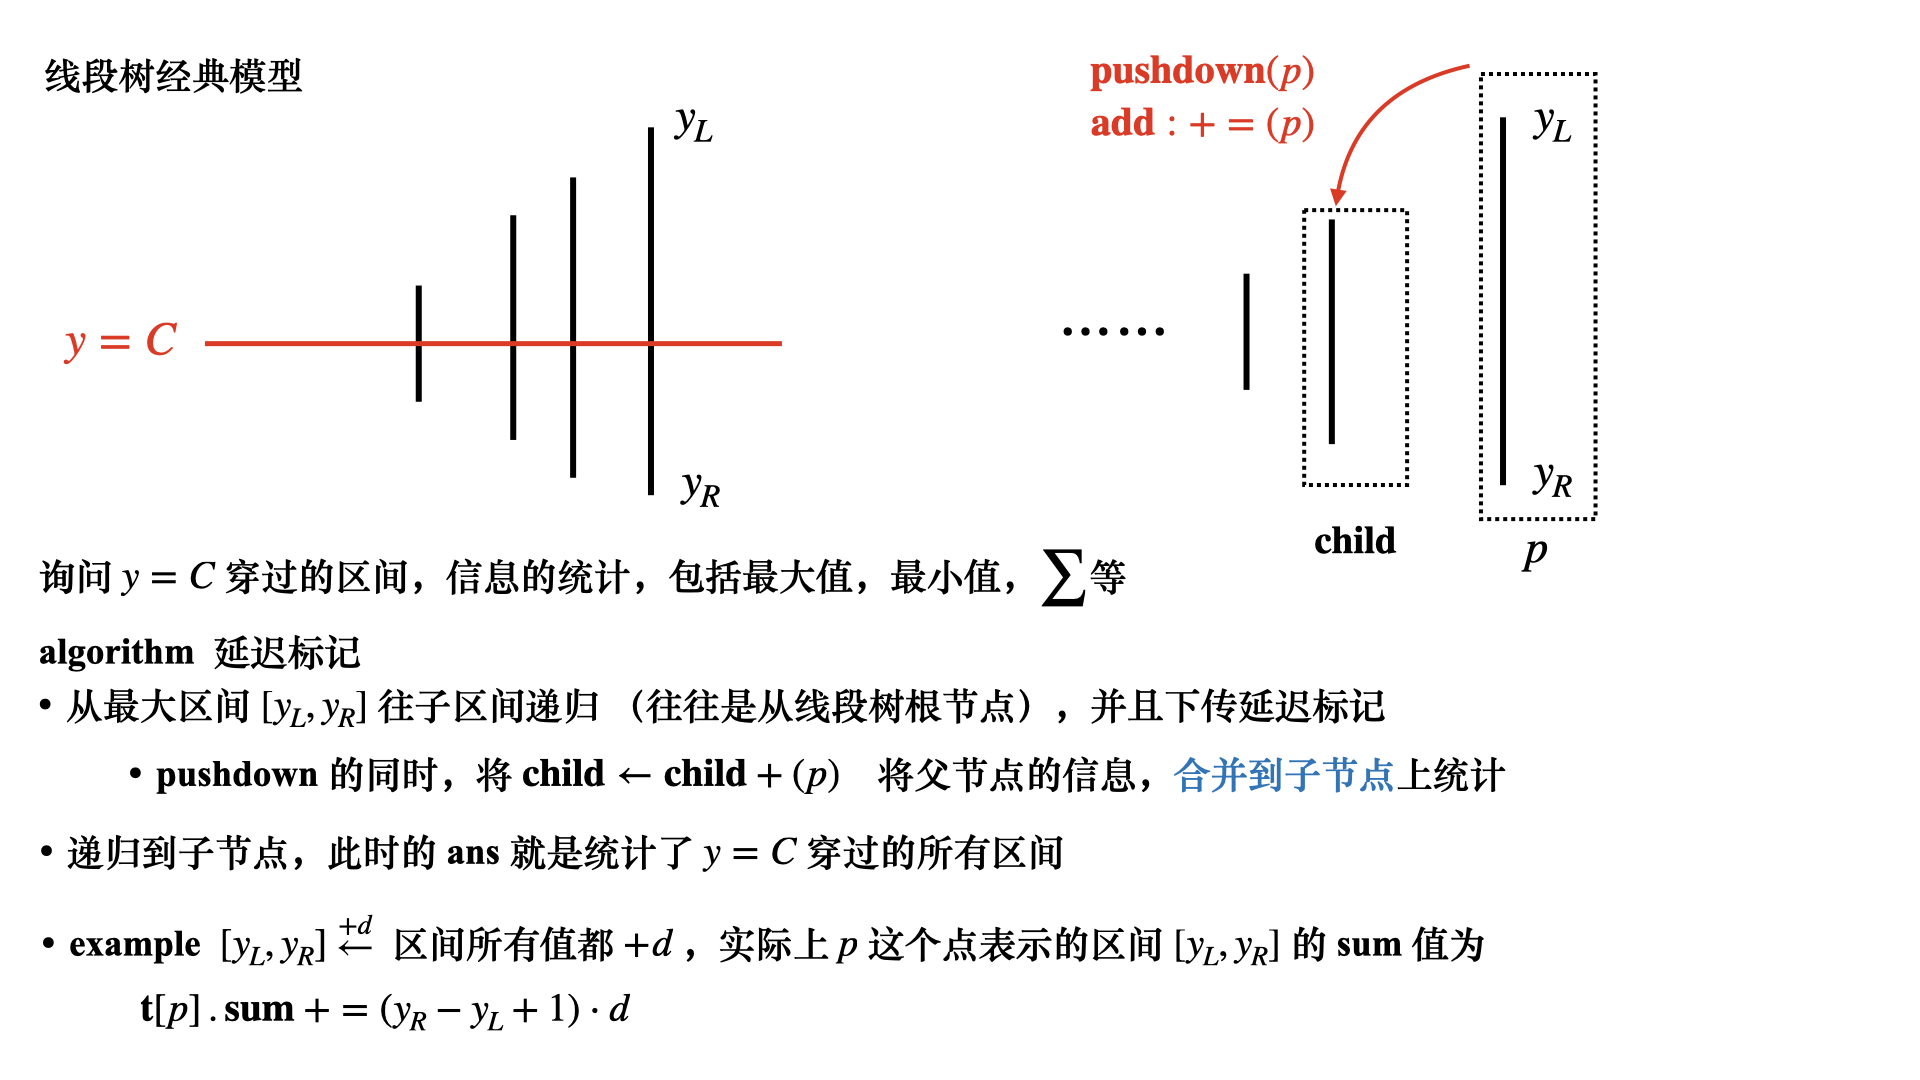 线段树经典模型
pushdown(p)
add : + = (p)
y_L
y_L
y = C
……
y_R
y_R
child
p
询问 y = C 穿过的区间，信息的统计，包括最大值，最小值，∑等
algorithm 延迟标记
• 从最大区间 [y_L, y_R] 往子区间递归 （往往是从线段树根节点），并且下传延迟标记
• pushdown 的同时，将 child ← child + (p) 将父节点的信息，合并到子节点上统计
• 递归到子节点，此时的 ans 就是统计了 y = C 穿过的所有区间
• example [y_L, y_R] \overset{+d}{←} 区间所有值都 +d ，实际上 p 这个点表示的区间 [y_L, y_R] 的 sum 值为
t[p] . sum + = (y_R − y_L + 1) · d